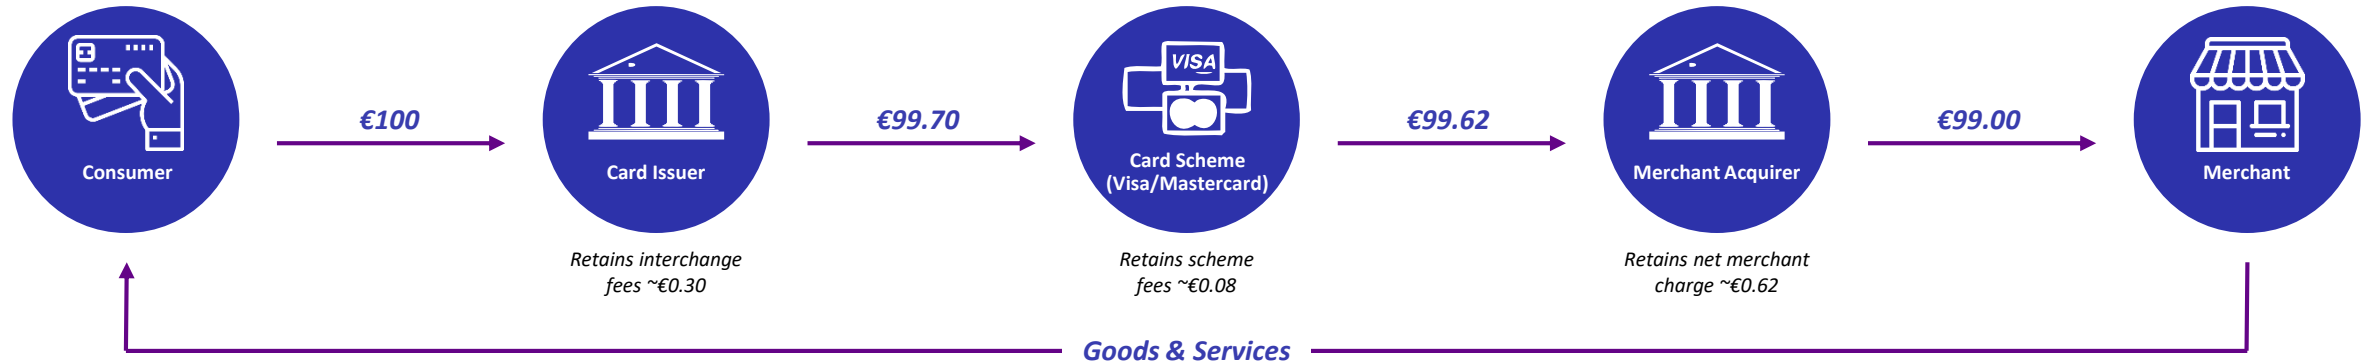 VISA
€100
€99.70
€99.62
€99.00
Consumer
Card Issuer
Card Scheme
(Visa/Mastercard)
Merchant Acquirer
Merchant
Retains interchange
fees ~€0.30
Retains scheme
fees ~€0.08
Retains net merchant
charge ~€0.62
Goods & Services